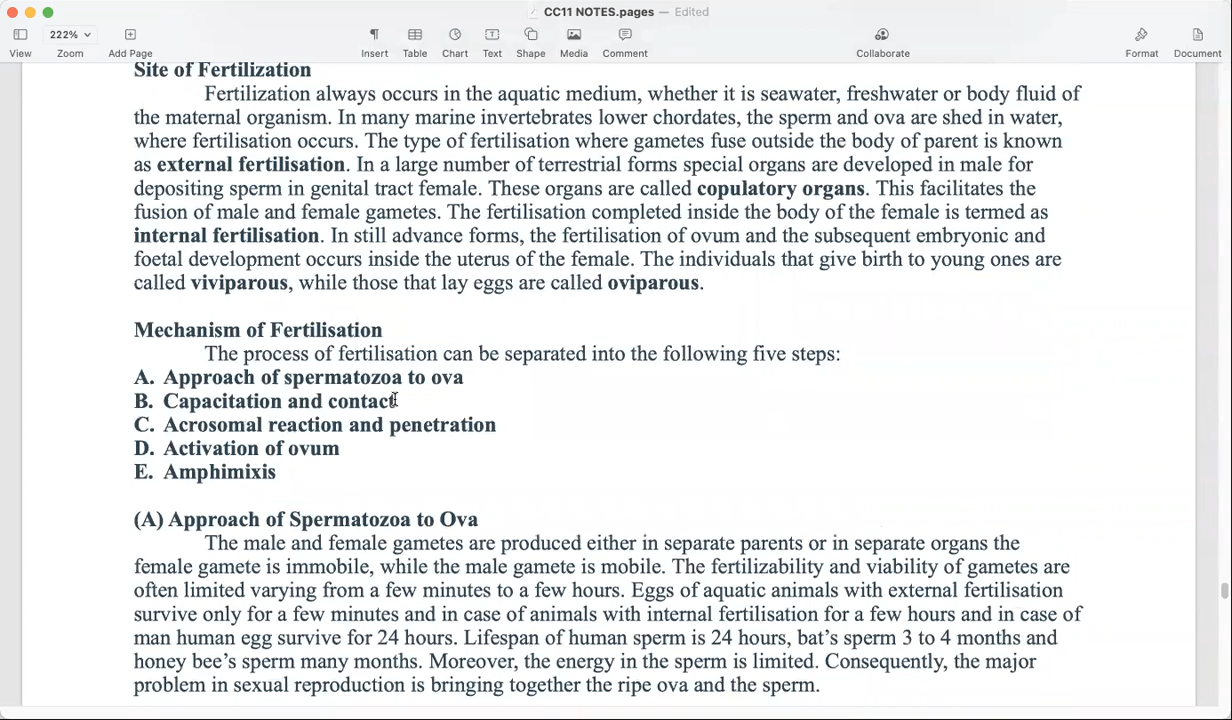 CC11 NOTES.pages — Edited
222%
View Zoom Add Page Insert Table Chart Text Shape Media Comment Collaborate Format Document
Site of Fertilization
Fertilization always occurs in the aquatic medium, whether it is seawater, freshwater or body fluid of
the maternal organism. In many marine invertebrates lower chordates, the sperm and ova are shed in water,
where fertilisation occurs. The type of fertilisation where gametes fuse outside the body of parent is known
as external fertilisation. In a large number of terrestrial forms special organs are developed in male for
depositing sperm in genital tract female. These organs are called copulatory organs. This facilitates the
fusion of male and female gametes. The fertilisation completed inside the body of the female is termed as
internal fertilisation. In still advance forms, the fertilisation of ovum and the subsequent embryonic and
foetal development occurs inside the uterus of the female. The individuals that give birth to young ones are
called viviparous, while those that lay eggs are called oviparous.
Mechanism of Fertilisation
The process of fertilisation can be separated into the following five steps:
A. Approach of spermatozoa to ova
B. Capacitation and contact
C. Acrosomal reaction and penetration
D. Activation of ovum
E. Amphimixis
(A) Approach of Spermatozoa to Ova
The male and female gametes are produced either in separate parents or in separate organs the
female gamete is immobile, while the male gamete is mobile. The fertilizability and viability of gametes are
often limited varying from a few minutes to a few hours. Eggs of aquatic animals with external fertilisation
survive only for a few minutes and in case of animals with internal fertilisation for a few hours and in case of
man human egg survive for 24 hours. Lifespan of human sperm is 24 hours, bat's sperm 3 to 4 months and
honey bee's sperm many months. Moreover, the energy in the sperm is limited. Consequently, the major
problem in sexual reproduction is bringing together the ripe ova and the sperm.